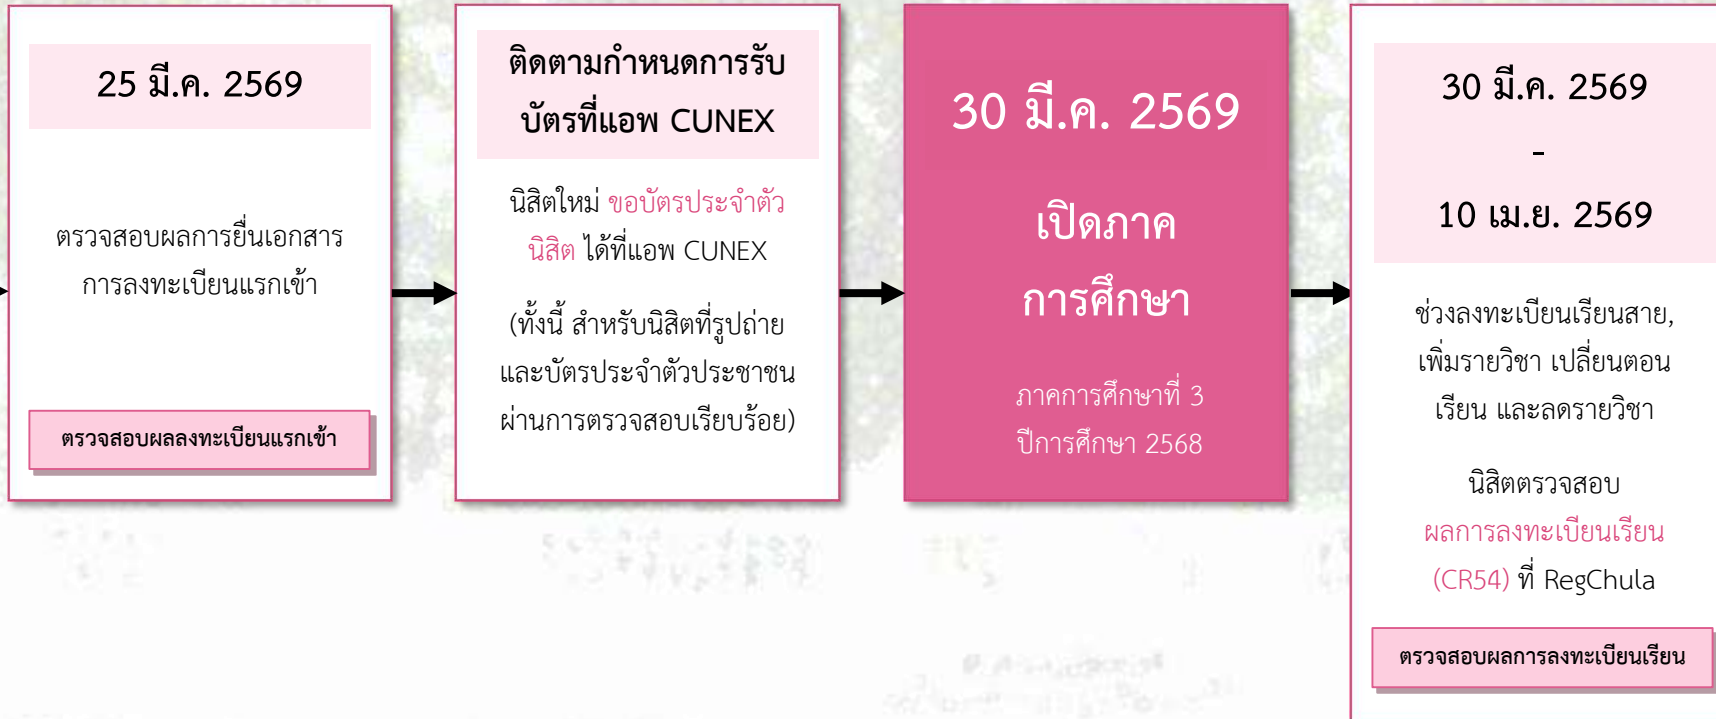 25 มี.ค. 2569
ตรวจสอบผลการยื่นเอกสาร
การลงทะเบียนแรกเข้า
ตรวจสอบผลลงทะเบียนแรกเข้า
ติดตามกำหนดการรับ
บัตรที่แอพ CUNEX
นิสิตใหม่ ขอบัตรประจำตัว
นิสิต ได้ที่แอพ CUNEX
(ทั้งนี้ สำหรับนิสิตที่รูปถ่าย
และบัตรประจำตัวประชาชน
ผ่านการตรวจสอบเรียบร้อย)
30 มี.ค. 2569
เปิดภาค
การศึกษา
ภาคการศึกษาที่ 3
ปีการศึกษา 2568
30 มี.ค. 2569
-
10 เม.ย. 2569
ช่วงลงทะเบียนเรียนสาย,
เพิ่มรายวิชา เปลี่ยนตอน
เรียน และลดรายวิชา
นิสิตตรวจสอบ
ผลการลงทะเบียนเรียน
(CR54) ที่ RegChula
ตรวจสอบผลการลงทะเบียนเรียน